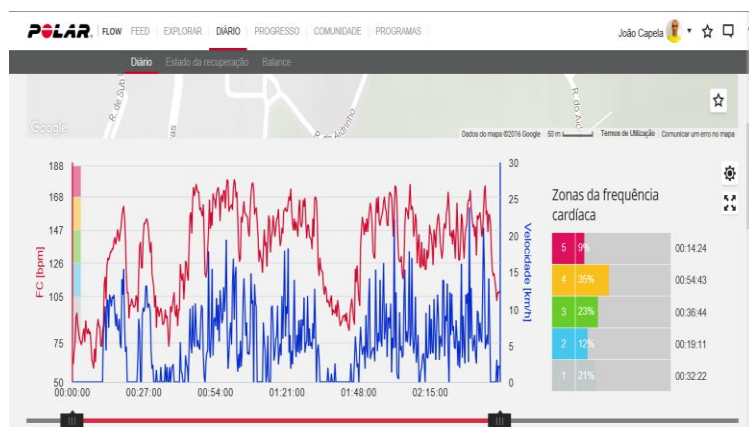 POLAR. FLOW FEED EXPLORAR DIÁRIO PROGRESSO COMUNIDADE PROGRAMAS João Capela
Diário Estado da recuperação Balance
R. de Sub
R. do Aidrinho
Google
Dados do mapa ©2016 Google 50 m Termos de Utilização Comunicar um erro no mapa
188
168
147
126
105
75
50
FC [bpm]
30
25
20
15
10
5
0
Velocidade [km/h]
00:00:00 00:27:00 00:54:00 01:21:00 01:48:00 02:15:00
Zonas da frequência
cardíaca
5 9% 00:14:24
4 35% 00:54:43
3 23% 00:36:44
2 12% 00:19:11
1 21% 00:32:22